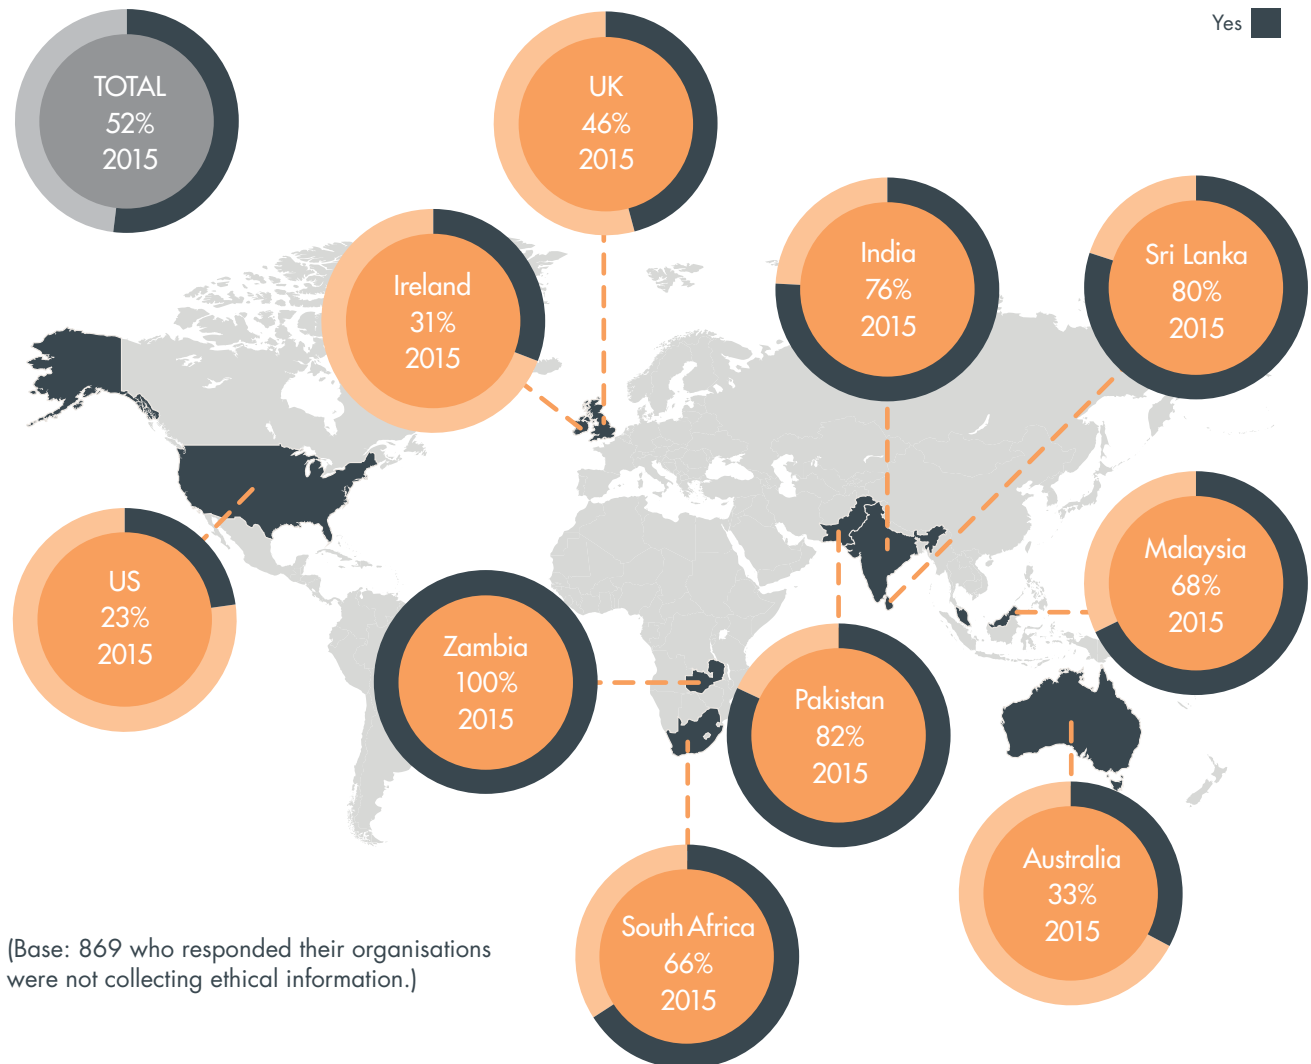 Yes
TOTAL
52%
2015
UK
46%
2015
Ireland
31%
2015
India
76%
2015
Sri Lanka
80%
2015
US
23%
2015
Zambia
100%
2015
Pakistan
82%
2015
Malaysia
68%
2015
South Africa
66%
2015
Australia
33%
2015
(Base: 869 who responded their organisations
were not collecting ethical information.)